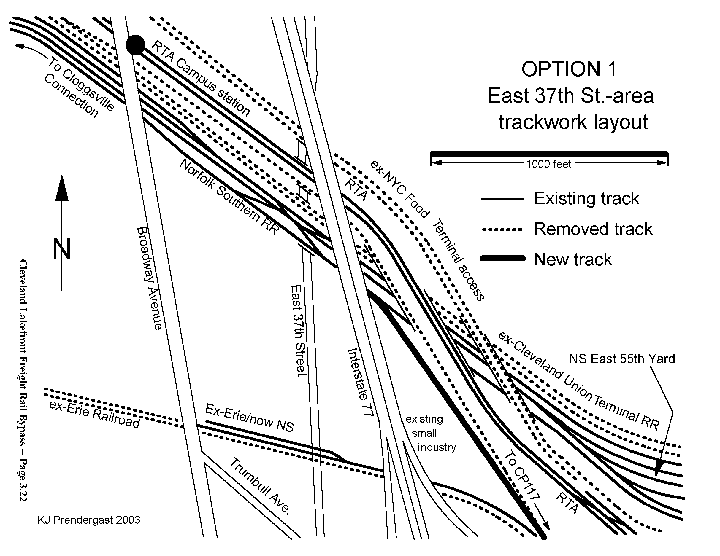 OPTION 1
East 37th St.-area
trackwork layout
1000 feet
Existing track
Removed track
New track
To Cloggsville
Connection
RTA Campus station
Norfolk Southern RR
RTA
ex-NYC Food Terminal access
N
Broadway Avenue
East 37th Street
Interstate 77
ex-Cleveland Union Terminal RR
NS East 55th Yard
ex-Erie Railroad
Ex-Erie/now NS
existing
small
industry
Trumbull Ave.
To CP117
RTA
Cleveland Lakefront Freight Rail Bypass – Page 3.22
KJ Prendergast 2003